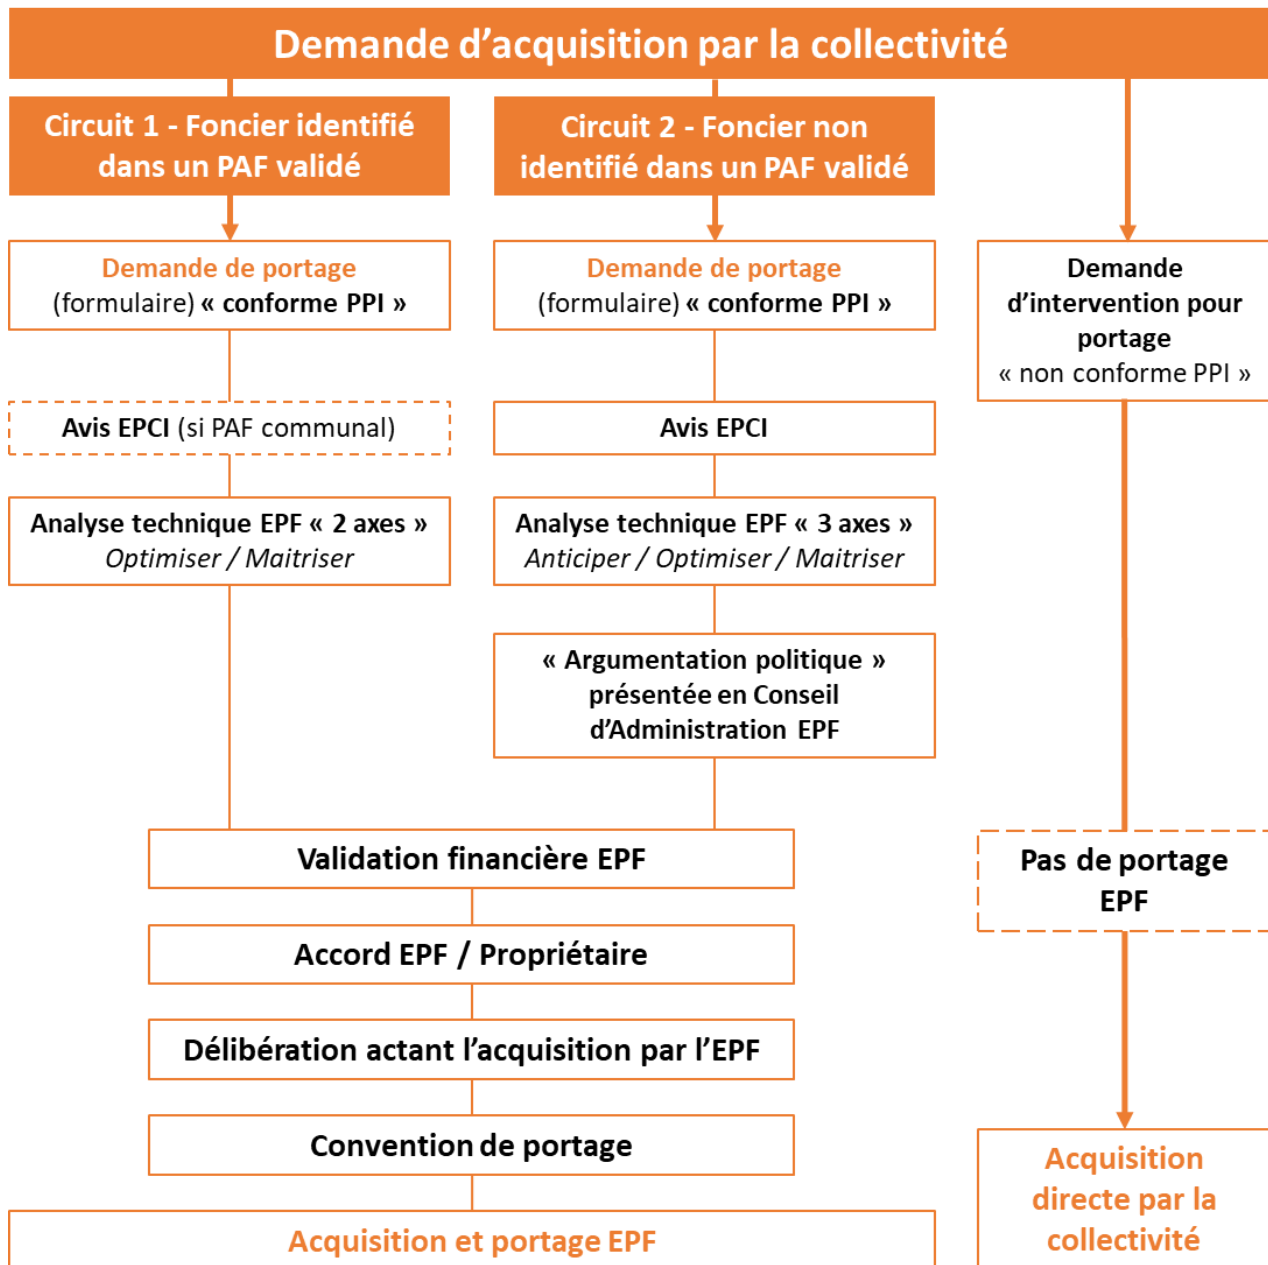 Demande d'acquisition par la collectivité
Circuit 1 - Foncier identifié
dans un PAF validé
Circuit 2 - Foncier non
identifié dans un PAF validé
Demande de portage
(formulaire) « conforme PPI »
Demande de portage
(formulaire) « conforme PPI »
Demande
d'intervention pour
portage
« non conforme PPI »
Avis EPCI (si PAF communal)
Avis EPCI
Analyse technique EPF « 2 axes »
Optimiser / Maitriser
Analyse technique EPF « 3 axes »
Anticiper / Optimiser / Maitriser
« Argumentation politique »
présentée en Conseil
d'Administration EPF
Validation financière EPF
Pas de portage
EPF
Accord EPF / Propriétaire
Délibération actant l'acquisition par l'EPF
Convention de portage
Acquisition et portage EPF
Acquisition
directe par la
collectivité